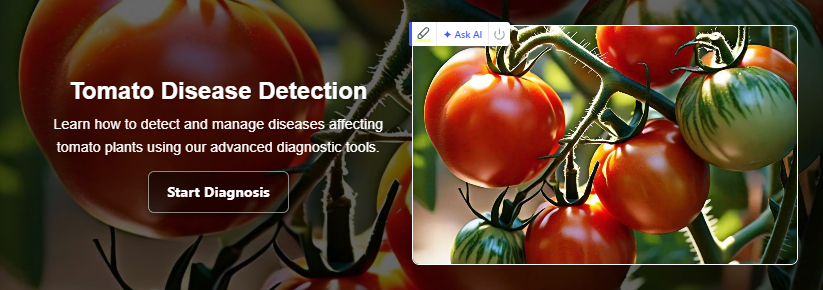 Tomato Disease Detection
Learn how to detect and manage diseases affecting
tomato plants using our advanced diagnostic tools.
Start Diagnosis
Ask AI